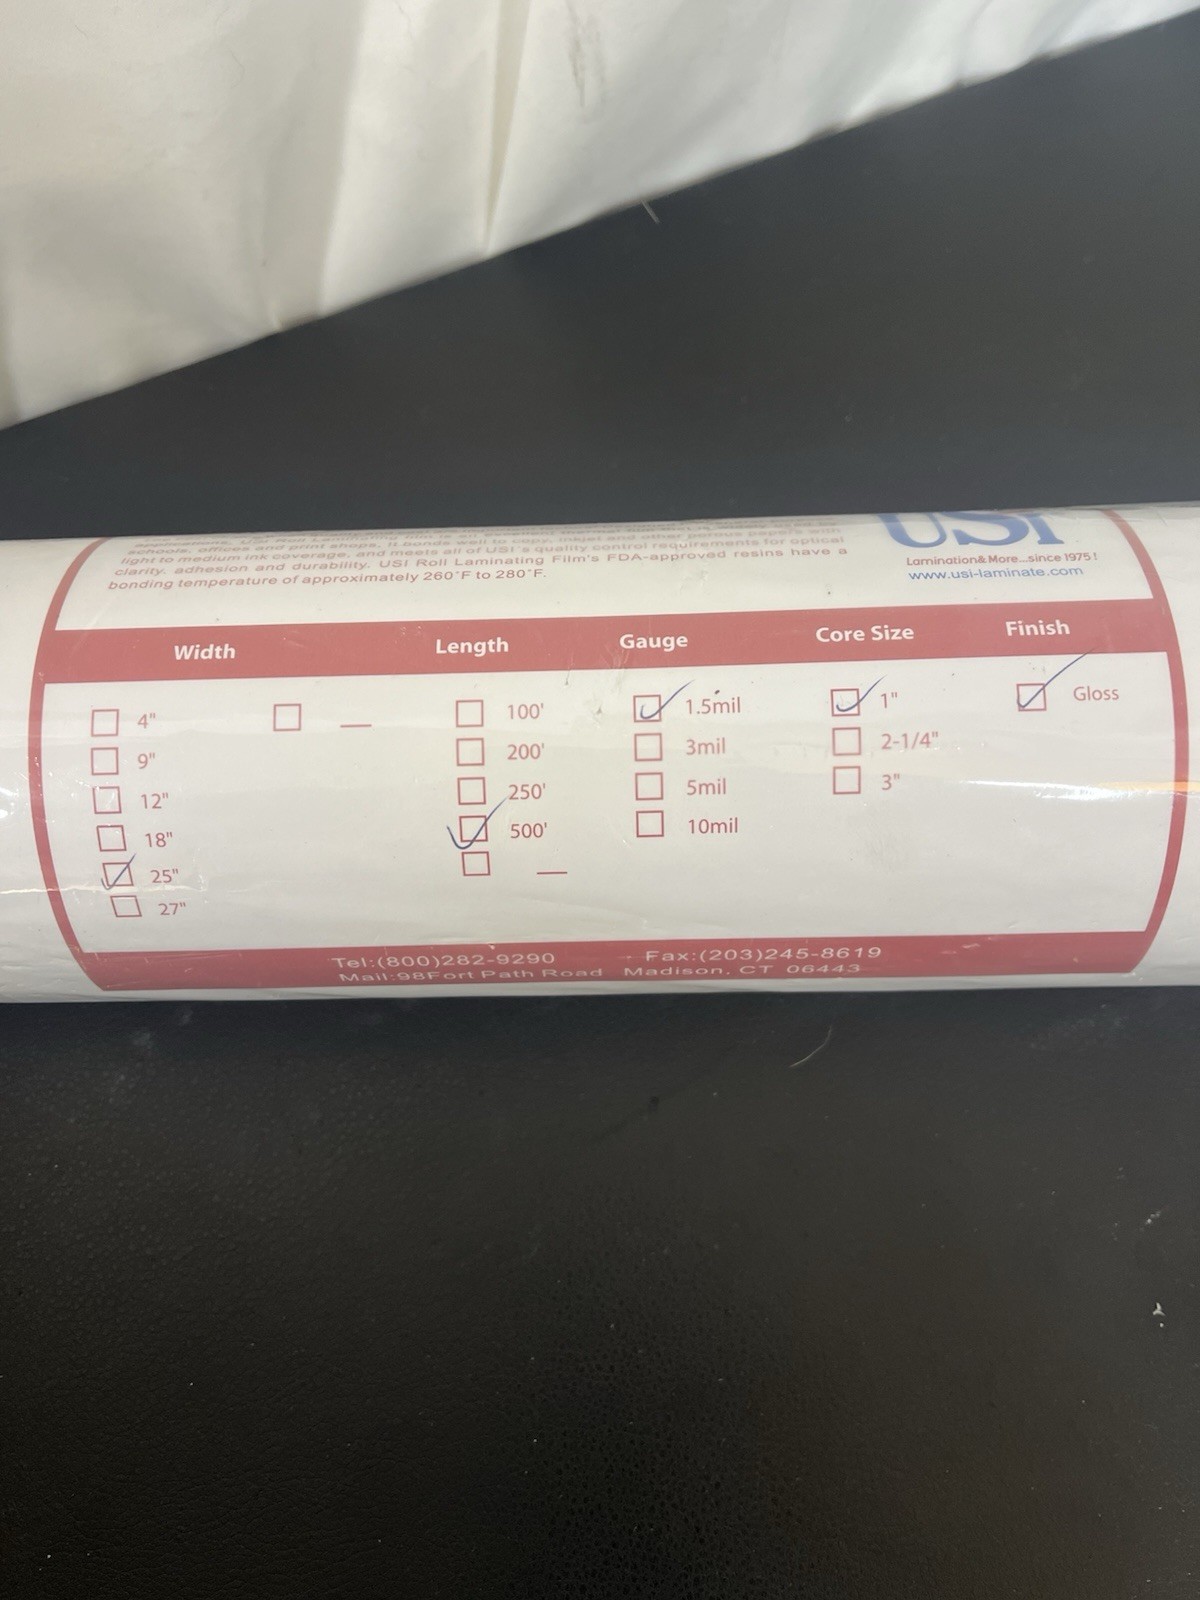 schools, offices and print shops. It bonds well to copy, inkjet and other porous papers with
light to medium ink coverage, and meets all of USI's quality control requirements for optical
clarity, adhesion and durability. USI Roll Laminating Film's FDA-approved resins have a
bonding temperature of approximately 260°F to 280°F.
USI
Lamination& More...since 1975!
www.usi-laminate.com
Width Length Gauge Core Size Finish
4" __ 100' 1.5mil 1" Gloss
9" 200' 3mil 2-1/4"
12" 250' 5mil 3"
18" 500' 10mil
25" __
27"
Tel:(800)282-9290 Fax:(203)245-8619
Mail:98Fort Path Road Madison, CT 06443